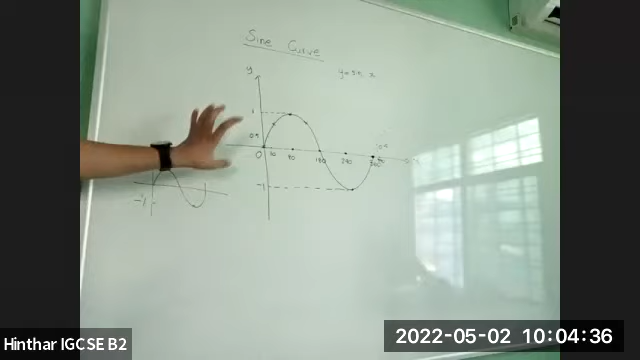 Sine Curve
y
y = sin x
1
0.5
0
30
90
180
270
360
-1
-1
Hinthar IGCSE B2
2022-05-02 10:04:36